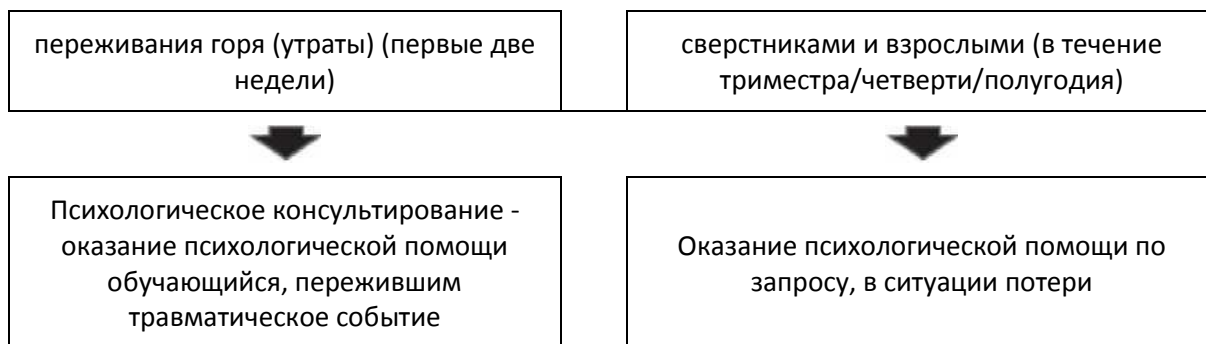 переживания горя (утраты) (первые две
недели)
сверстниками и взрослыми (в течение
триместра/четверти/полугодия)
Психологическое консультирование -
оказание психологической помощи
обучающийся, пережившим
травматическое событие
Оказание психологической помощи по
запросу, в ситуации потери